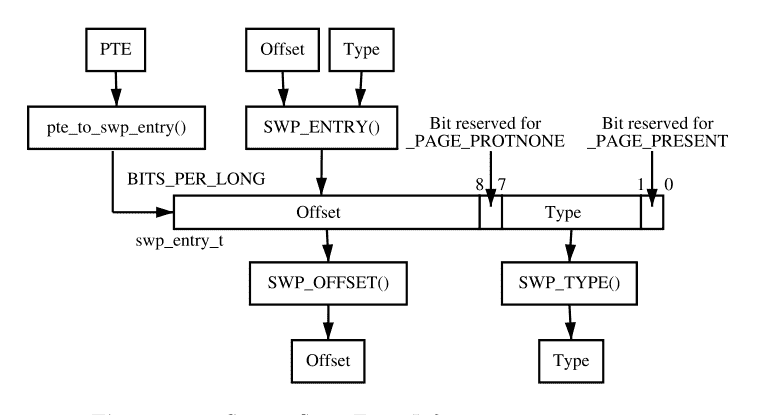 PTE
Offset
Type
pte_to_swp_entry()
SWP_ENTRY()
Bit reserved for
_PAGE_PROTNONE
Bit reserved for
_PAGE_PRESENT
BITS_PER_LONG
8 7
1 0
Offset
Type
swp_entry_t
SWP_OFFSET()
SWP_TYPE()
Offset
Type